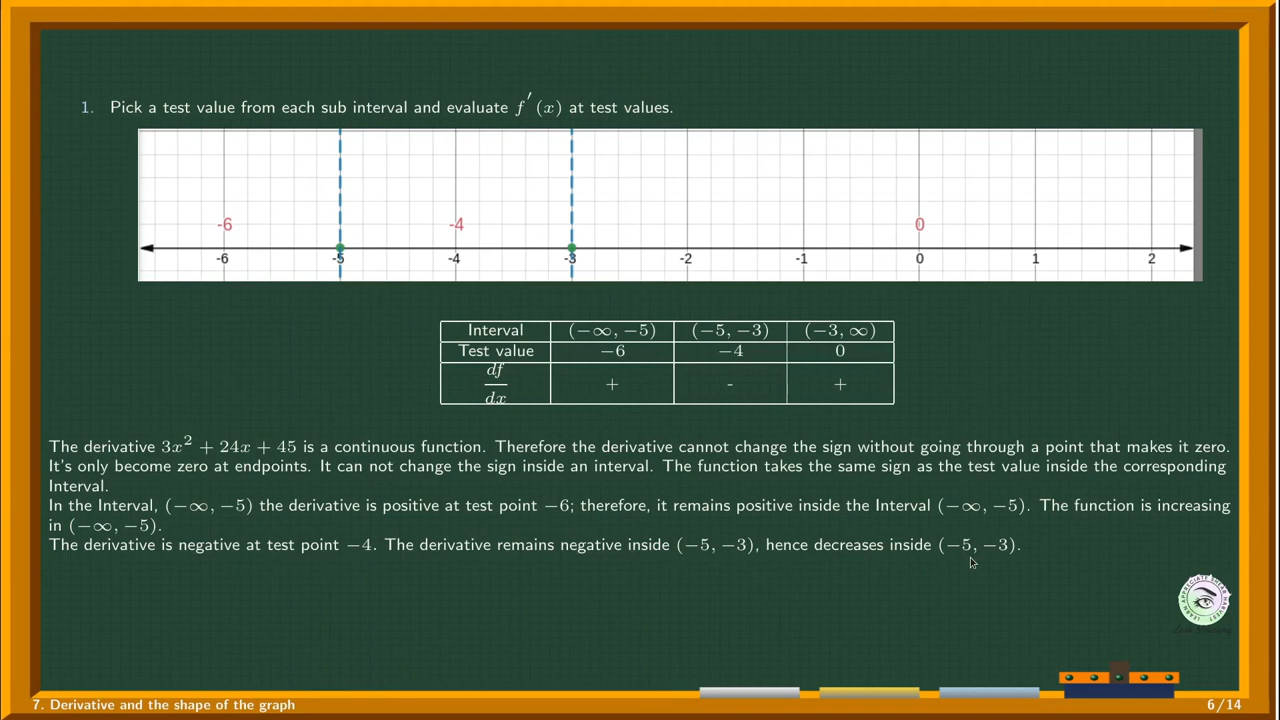 1. Pick a test value from each sub interval and evaluate f′(x) at test values.
-6 -4 0
-6 -5 -4 -3 -2 -1 0 1 2
Interval (−∞, −5) (−5, −3) (−3, ∞)
Test value −6 −4 0
df/dx + - +
The derivative 3x² + 24x + 45 is a continuous function. Therefore the derivative cannot change the sign without going through a point that makes it zero.
It's only become zero at endpoints. It can not change the sign inside an interval. The function takes the same sign as the test value inside the corresponding
Interval.
In the Interval, (−∞, −5) the derivative is positive at test point −6; therefore, it remains positive inside the Interval (−∞, −5). The function is increasing
in (−∞, −5).
The derivative is negative at test point −4. The derivative remains negative inside (−5, −3), hence decreases inside (−5, −3).
LEARN APPRECIATE SHARE HARVEST
7. Derivative and the shape of the graph
6/14